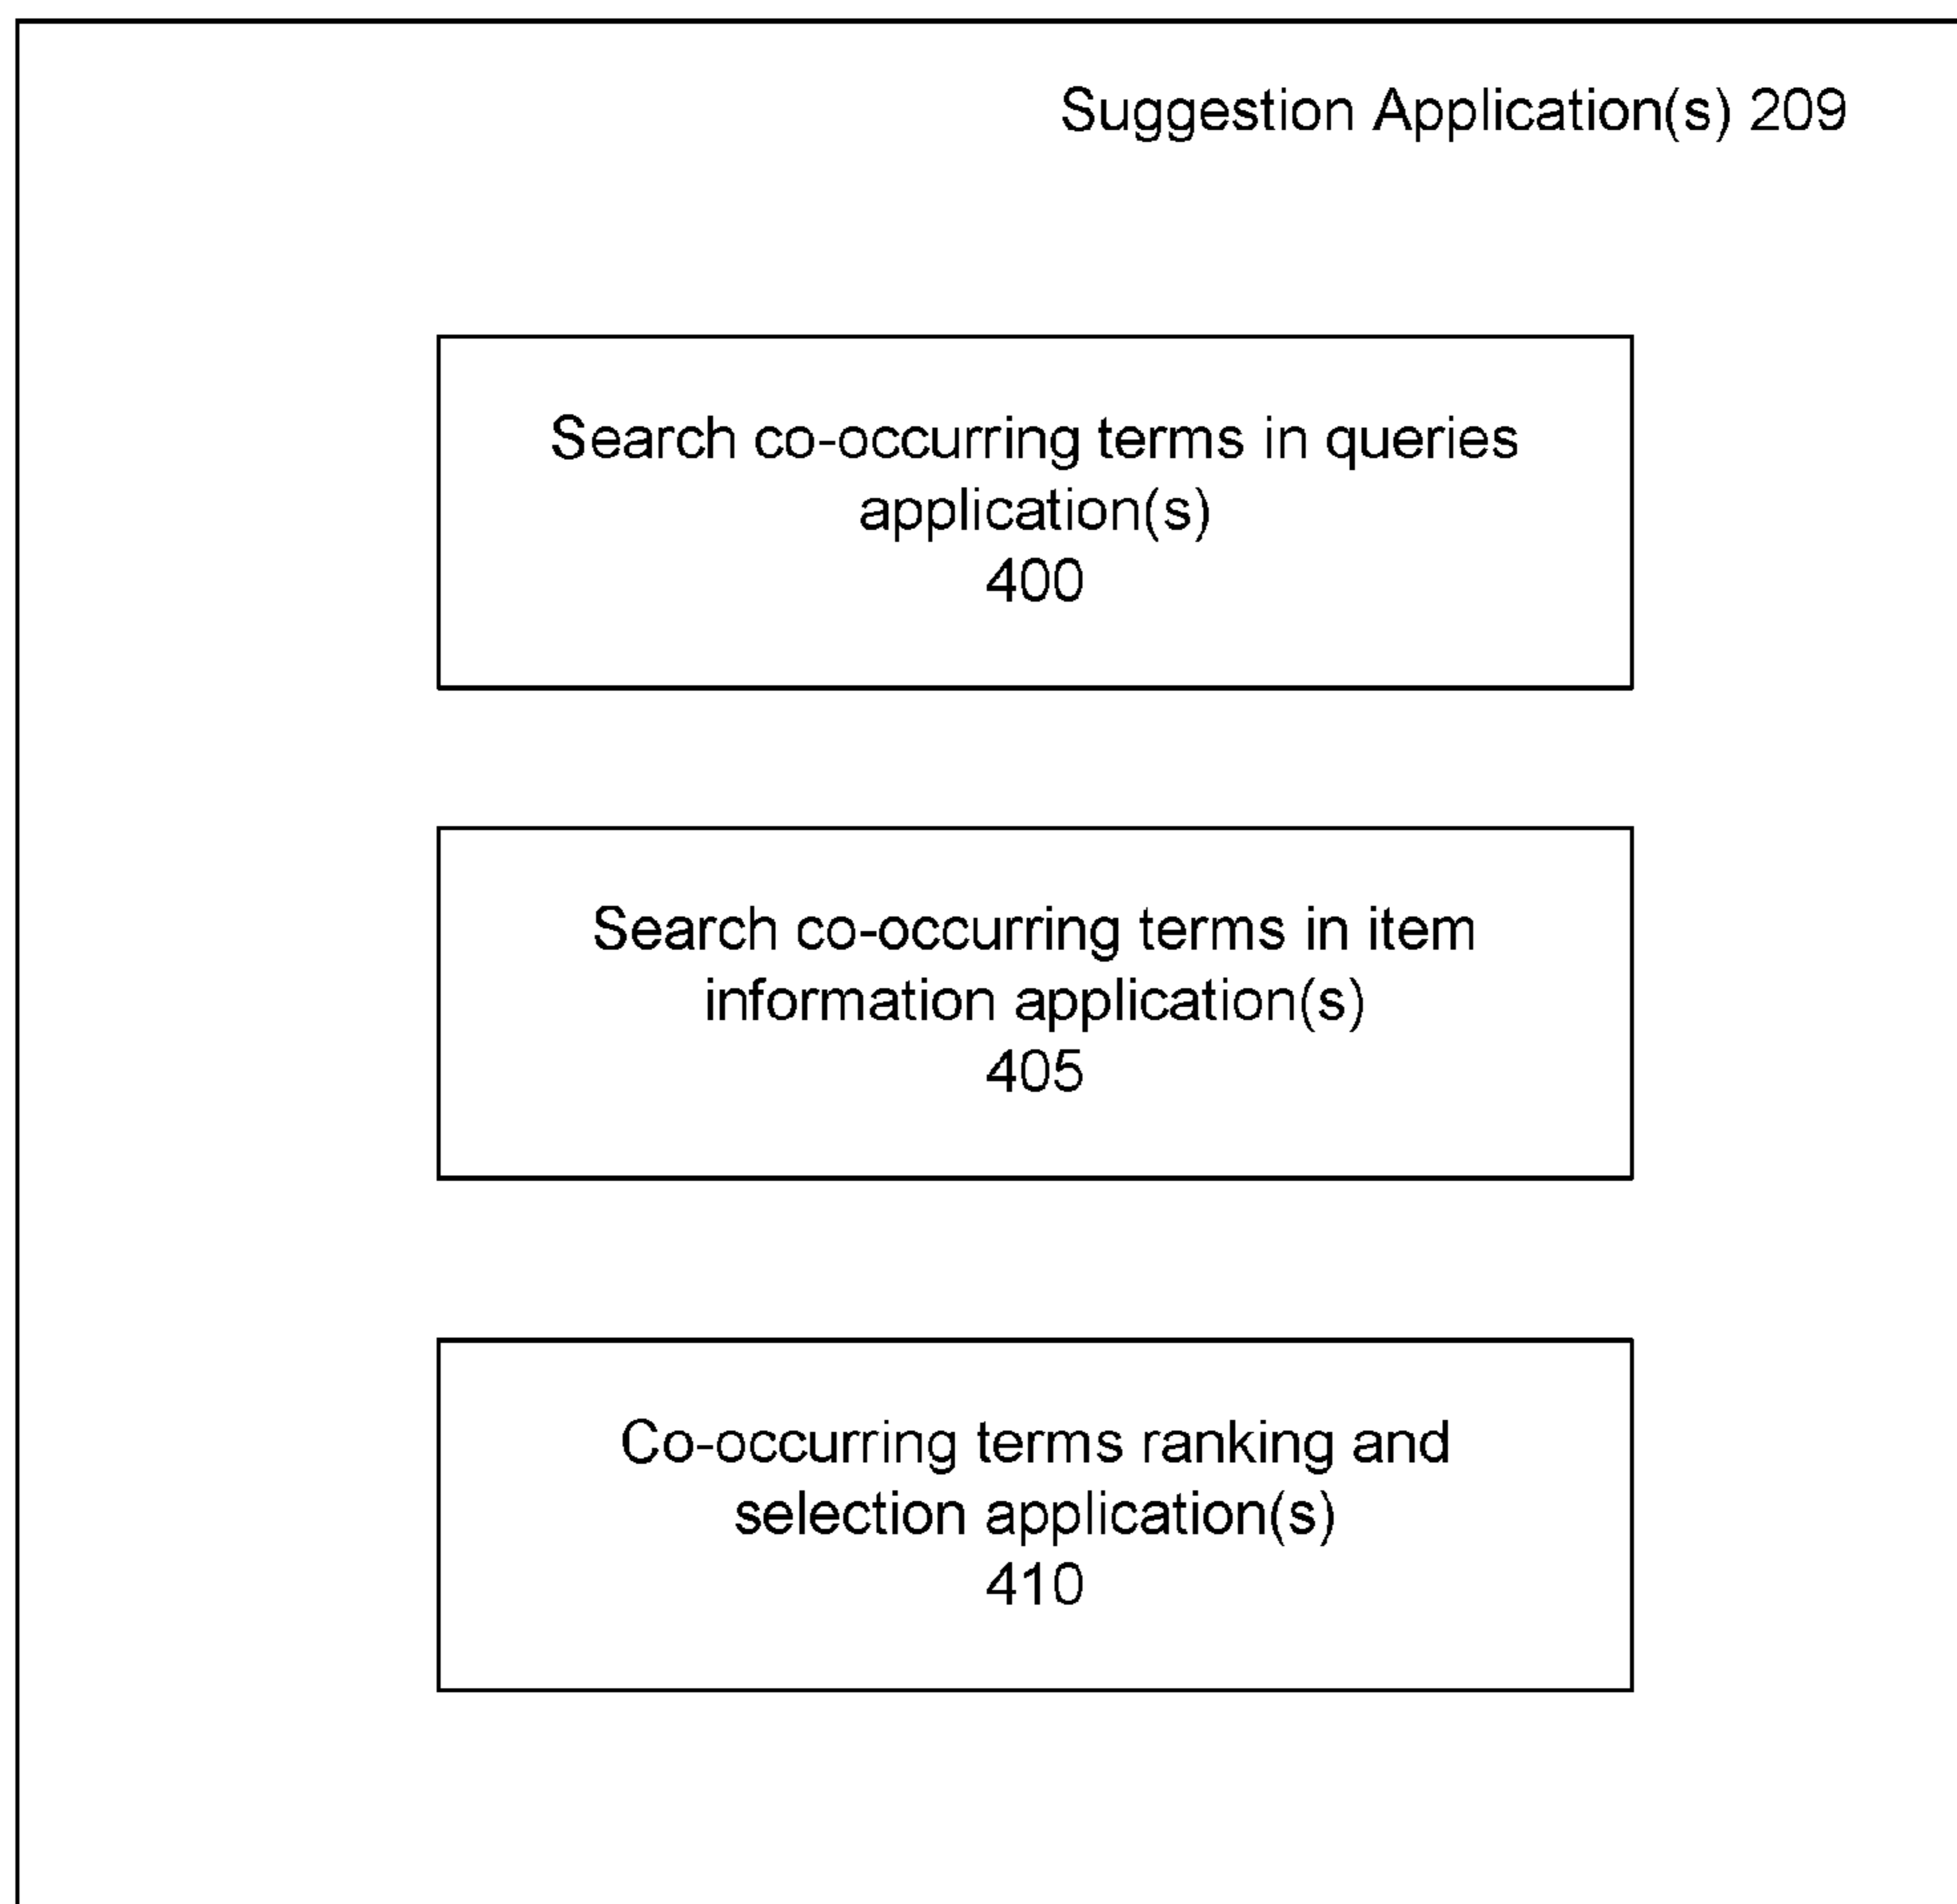 Suggestion Application(s) 209
Search co-occurring terms in queries
application(s)
400
Search co-occurring terms in item
information application(s)
405
Co-occurring terms ranking and
selection application(s)
410